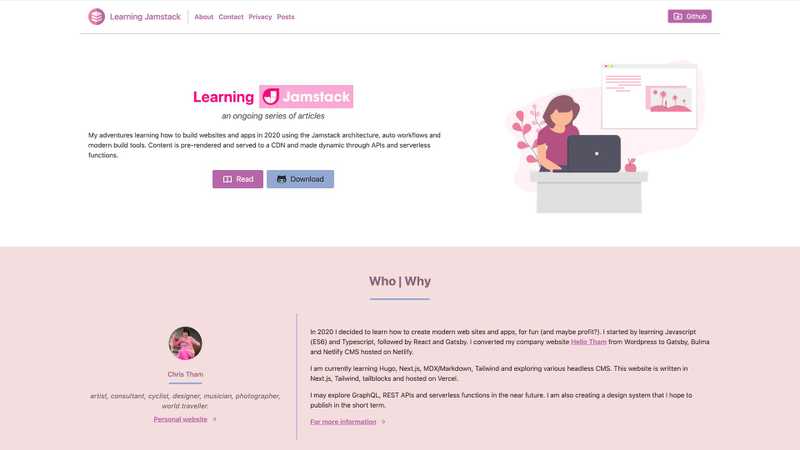 Learning Jamstack
About Contact Privacy Posts
Github
Learning Jamstack
an ongoing series of articles
My adventures learning how to build websites and apps in 2020 using the Jamstack architecture, auto workflows and
modern build tools. Content is pre-rendered and served to a CDN and made dynamic through APIs and serverless
functions.
Read
Download
Who | Why
Chris Tham
artist, consultant, cyclist, designer, musician, photographer,
world traveller.
Personal website →
In 2020 I decided to learn how to create modern web sites and apps, for fun (and maybe profit?). I started by learning Javascript
(ES6) and Typescript, followed by React and Gatsby. I converted my company website Hello Tham from Wordpress to Gatsby, Bulma
and Netlify CMS hosted on Netlify.
I am currently learning Hugo, Next.js, MDX/Markdown, Tailwind and exploring various headless CMS. This website is written in
Next.js, Tailwind, tailblocks and hosted on Vercel.
I may explore GraphQL, REST APIs and serverless functions in the near future. I am also creating a design system that I hope to
publish in the short term.
For more information →